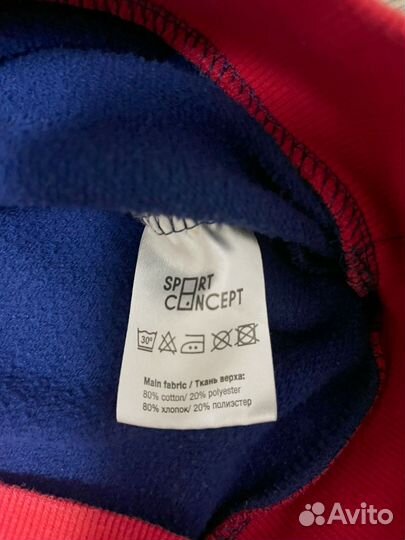 SPORT
CONCEPT
30°
Main fabric / Ткань верха:
80% cotton/ 20% polyester
80% хлопок/ 20% полиэстер
Avito